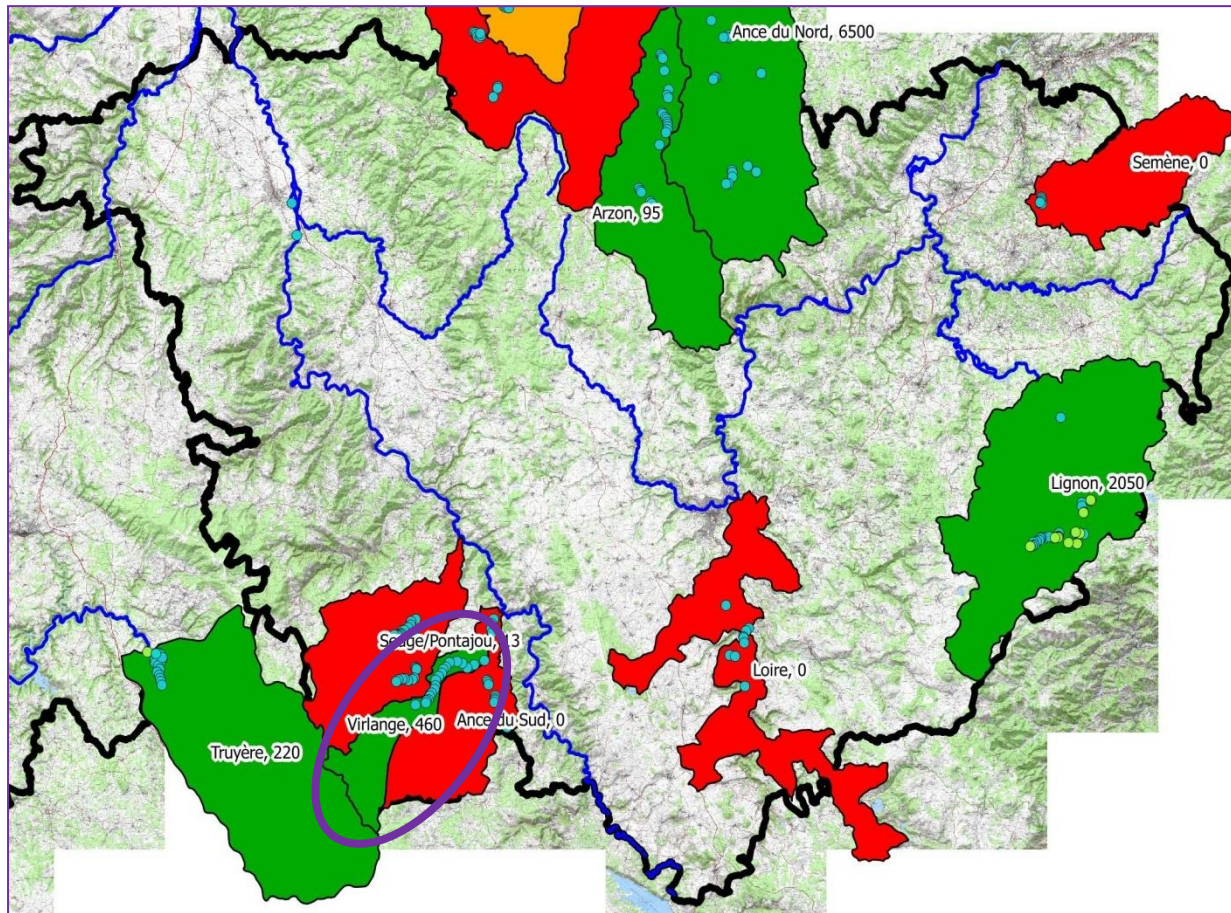 Ance du Nord, 6500
Semène, 0
Arzon, 95
Lignon, 2050
Seuge/Pontajou, 13
Loire, 0
Virlange, 460
Ance du Sud, 0
Truyère, 220